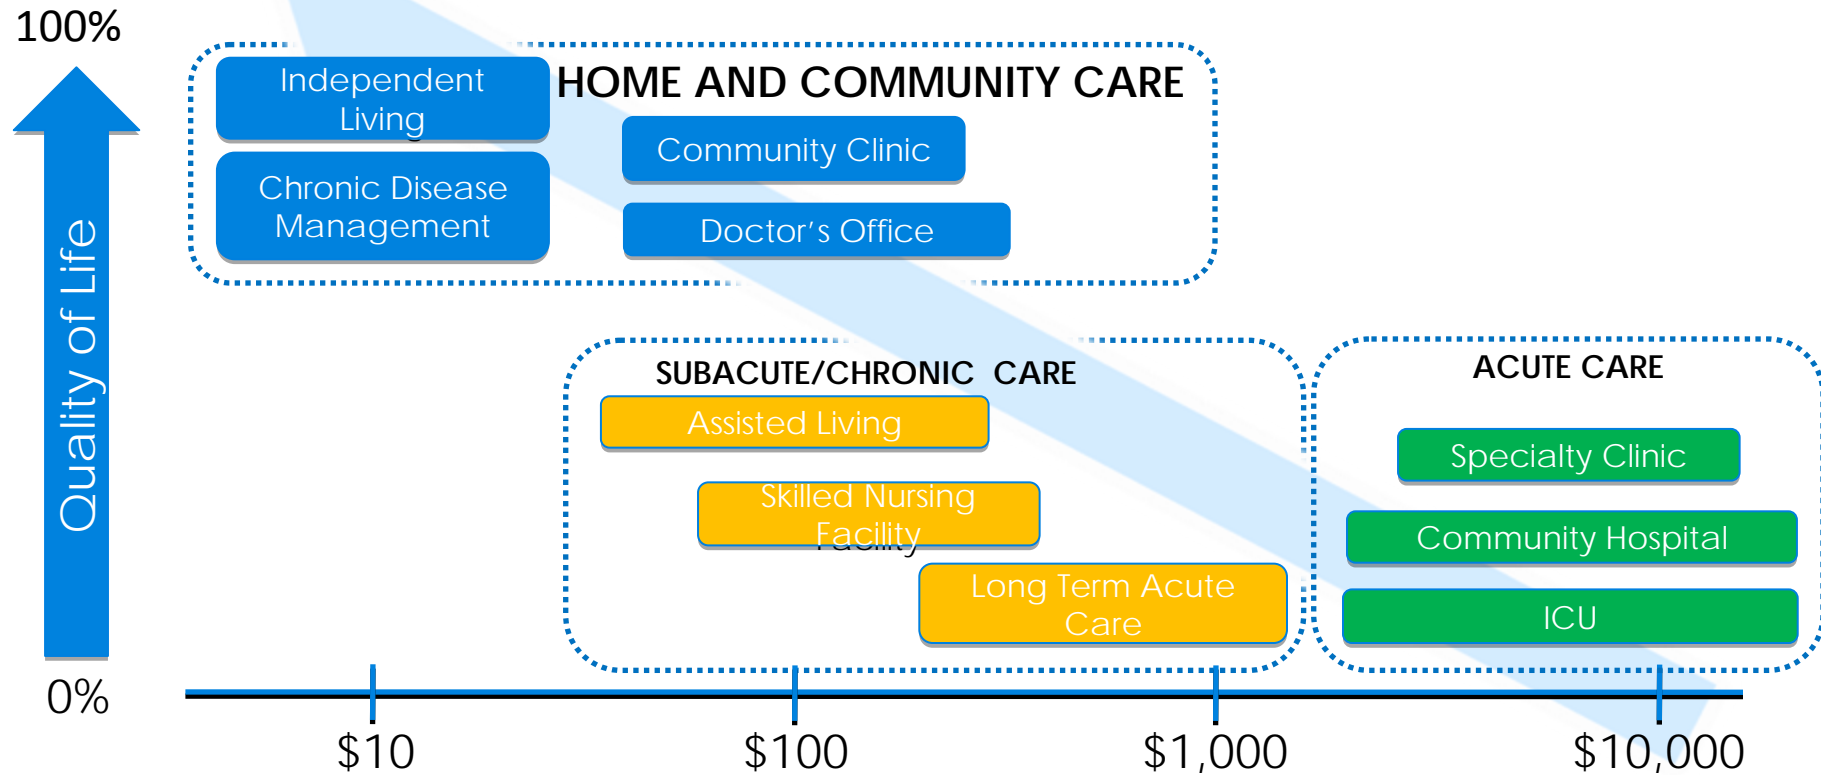 100%
HOME AND COMMUNITY CARE
Independent
Living
Community Clinic
Chronic Disease
Management
Doctor's Office
Quality of Life
SUBACUTE/CHRONIC CARE
ACUTE CARE
Assisted Living
Specialty Clinic
Skilled Nursing
Facility
Community Hospital
Long Term Acute
Care
ICU
0%
$10
$100
$1,000
$10,000